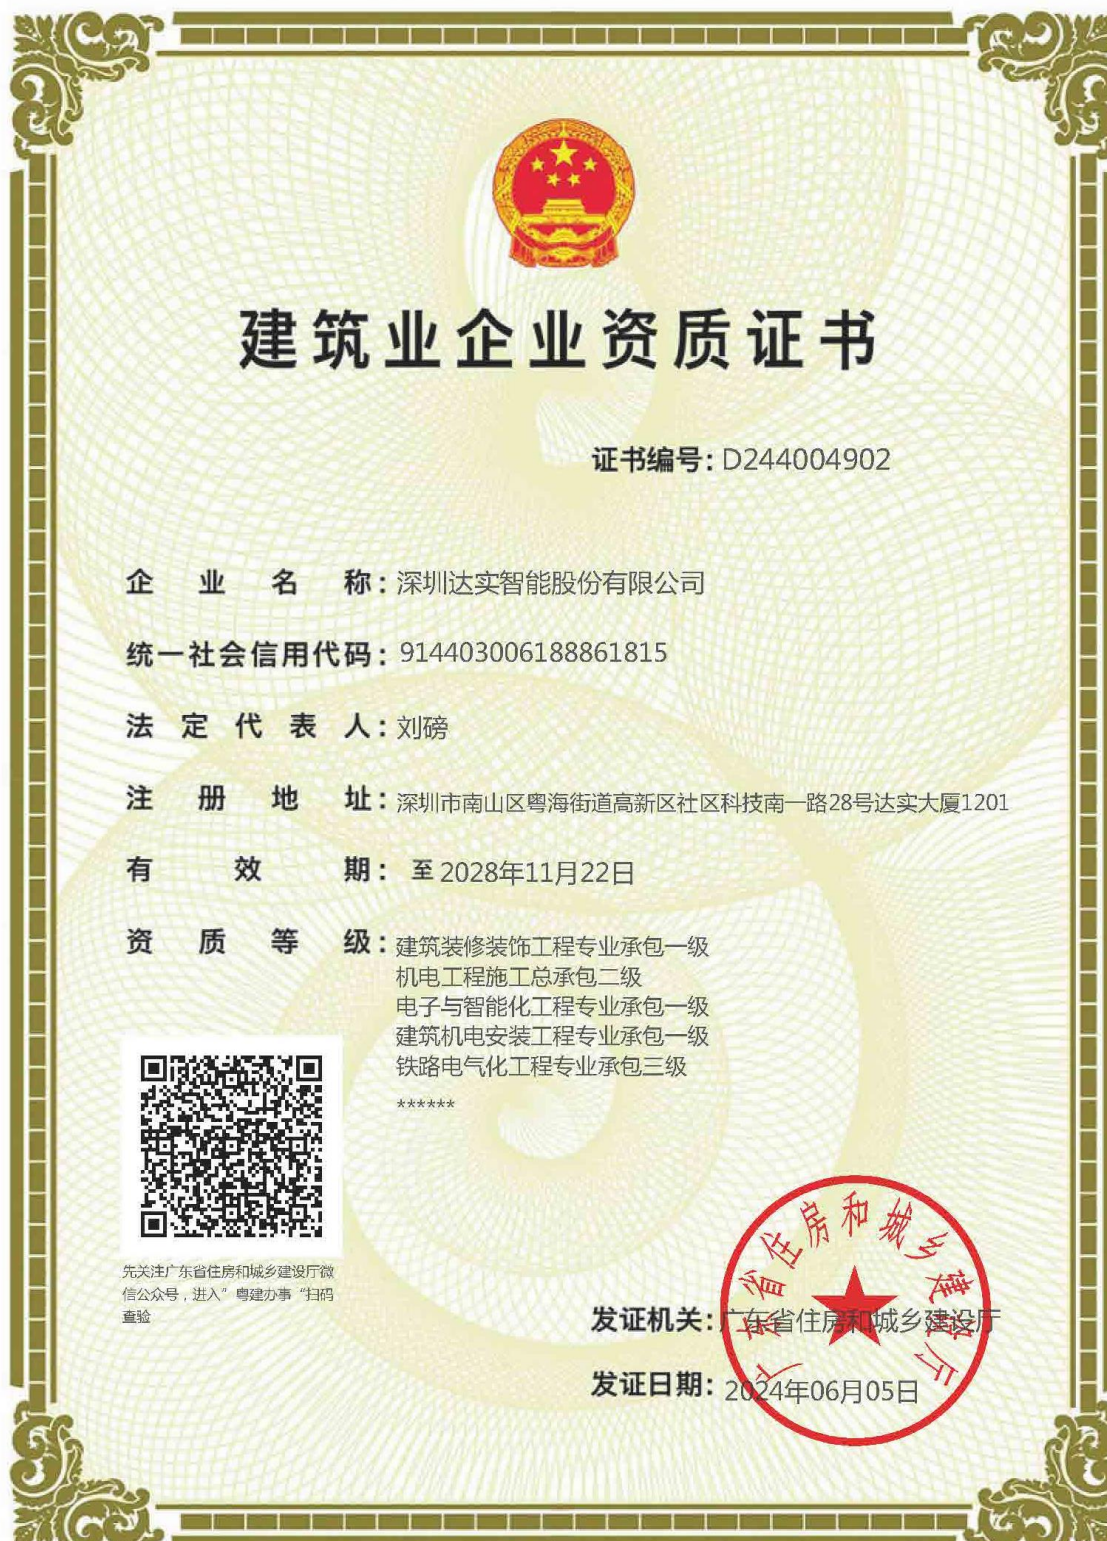 建筑业企业资质证书
证书编号：D244004902
企业名称：深圳达实智能股份有限公司
统一社会信用代码：914403006188861815
法定代表人：刘磅
注册地址：深圳市南山区粤海街道高新区社区科技南一路28号达实大厦1201
有效期：至2028年11月22日
资质等级：建筑装修装饰工程专业承包一级
机电工程施工总承包二级
电子与智能化工程专业承包一级
建筑机电安装工程专业承包一级
铁路电气化工程专业承包三级
******
先关注广东省住房和城乡建设厅微
信公众号，进入”粤建办事“扫码
查验
广东省住房和城乡建设厅
发证机关：广东省住房和城乡建设厅
发证日期：2024年06月05日